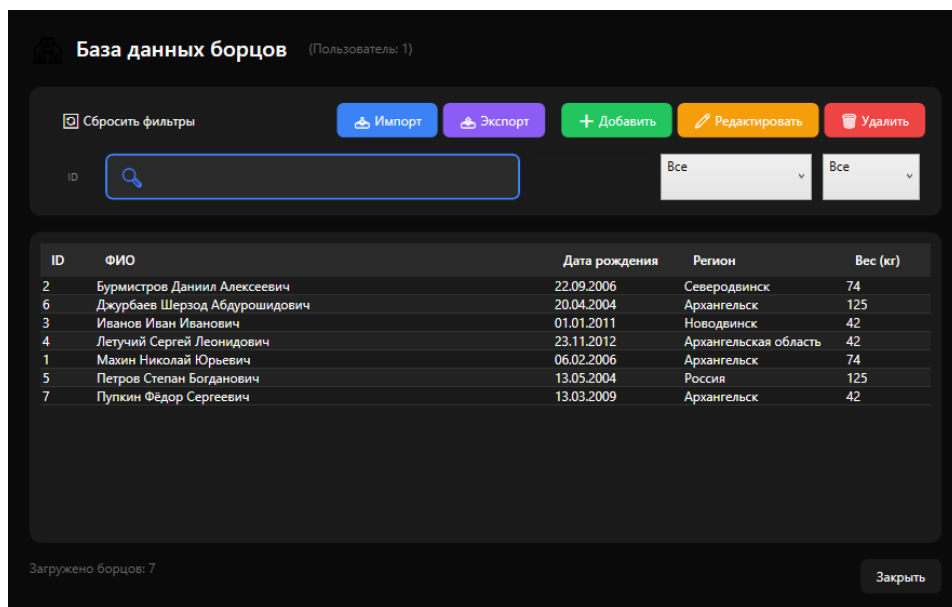 База данных борцов (Пользователь: 1)
Сбросить фильтры Импорт Экспорт Добавить Редактировать Удалить
ID Все Все
ID ФИО Дата рождения Регион Вес (кг)
2 Бурмистров Даниил Алексеевич 22.09.2006 Северодвинск 74
6 Джурбаев Шерзод Абдурошидович 20.04.2004 Архангельск 125
3 Иванов Иван Иванович 01.01.2011 Новодвинск 42
4 Летучий Сергей Леонидович 23.11.2012 Архангельская область 42
1 Махин Николай Юрьевич 06.02.2006 Архангельск 74
5 Петров Степан Богданович 13.05.2004 Россия 125
7 Пупкин Фёдор Сергеевич 13.03.2009 Архангельск 42
Загружено борцов: 7
Закрыть